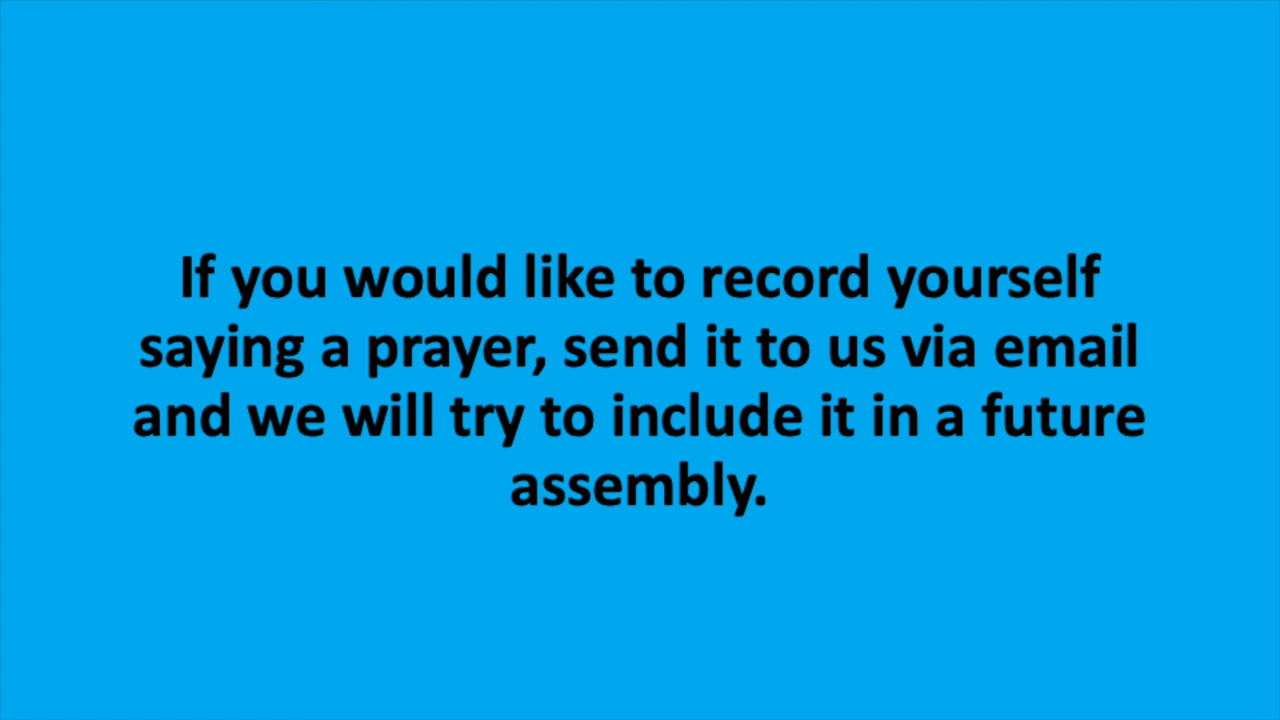 If you would like to record yourself
saying a prayer, send it to us via email
and we will try to include it in a future
assembly.